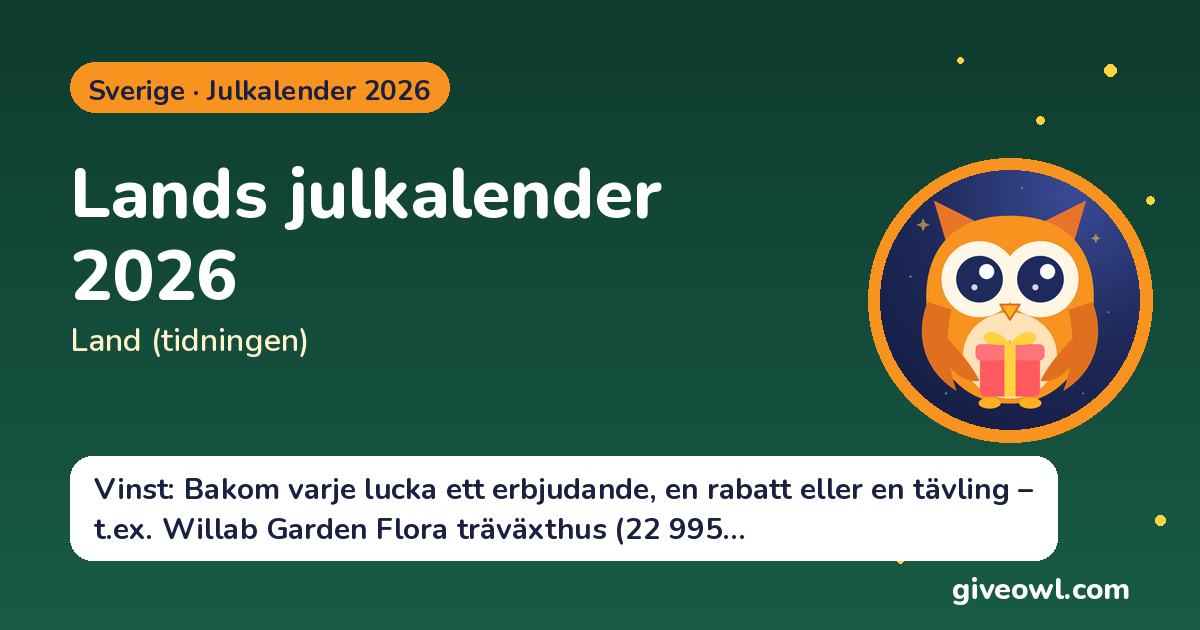 Sverige · Julkalender 2026
Lands julkalender
2026
Land (tidningen)
Vinst: Bakom varje lucka ett erbjudande, en rabatt eller en tävling –
t.ex. Willab Garden Flora träväxthus (22 995...
giveowl.com